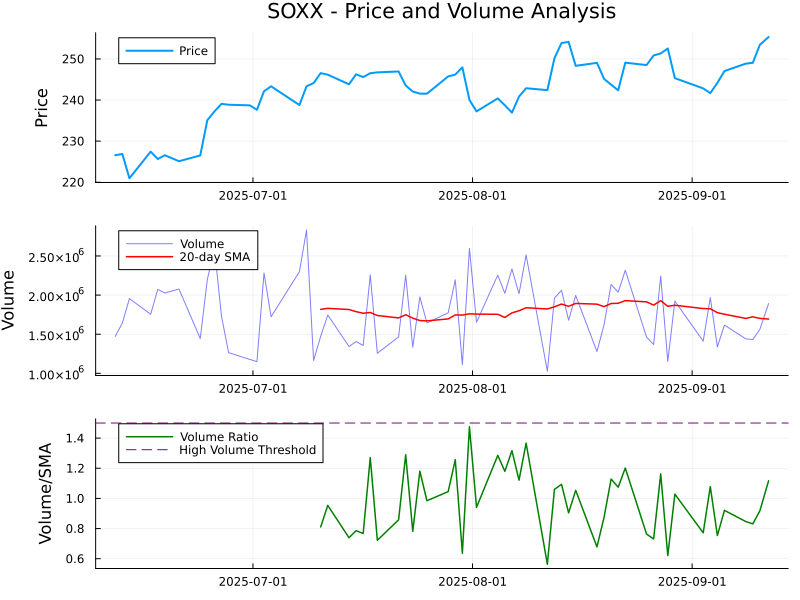 SOXX - Price and Volume Analysis
Price
250
240
230
220
Price
2025-07-01
2025-08-01
2025-09-01
Volume
20-day SMA
2.50×10⁶
2.00×10⁶
1.50×10⁶
1.00×10⁶
Volume
2025-07-01
2025-08-01
2025-09-01
Volume Ratio
High Volume Threshold
1.4
1.2
1.0
0.8
0.6
Volume/SMA
2025-07-01
2025-08-01
2025-09-01